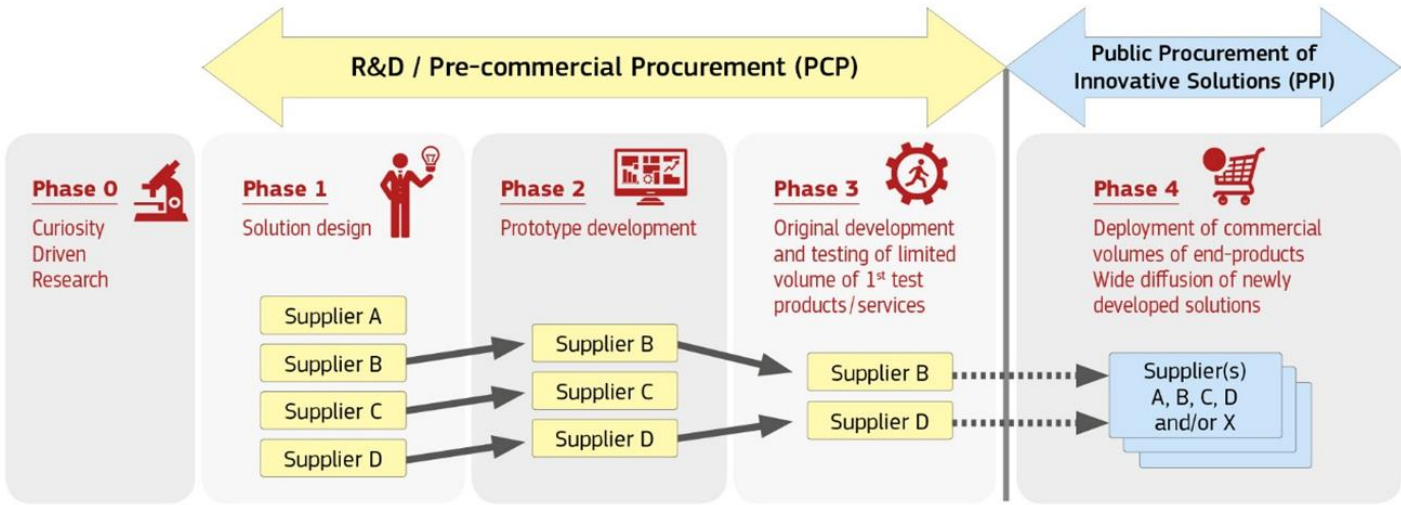 R&D / Pre-commercial Procurement (PCP)
Public Procurement of
Innovative Solutions (PPI)
Phase 0
Curiosity
Driven
Research
Phase 1
Solution design
Supplier A
Supplier B
Supplier C
Supplier D
Phase 2
Prototype development
Supplier B
Supplier C
Supplier D
Phase 3
Original development
and testing of limited
volume of 1st test
products/services
Supplier B
Supplier D
Phase 4
Deployment of commercial
volumes of end-products
Wide diffusion of newly
developed solutions
Supplier(s)
A, B, C, D
and/or X